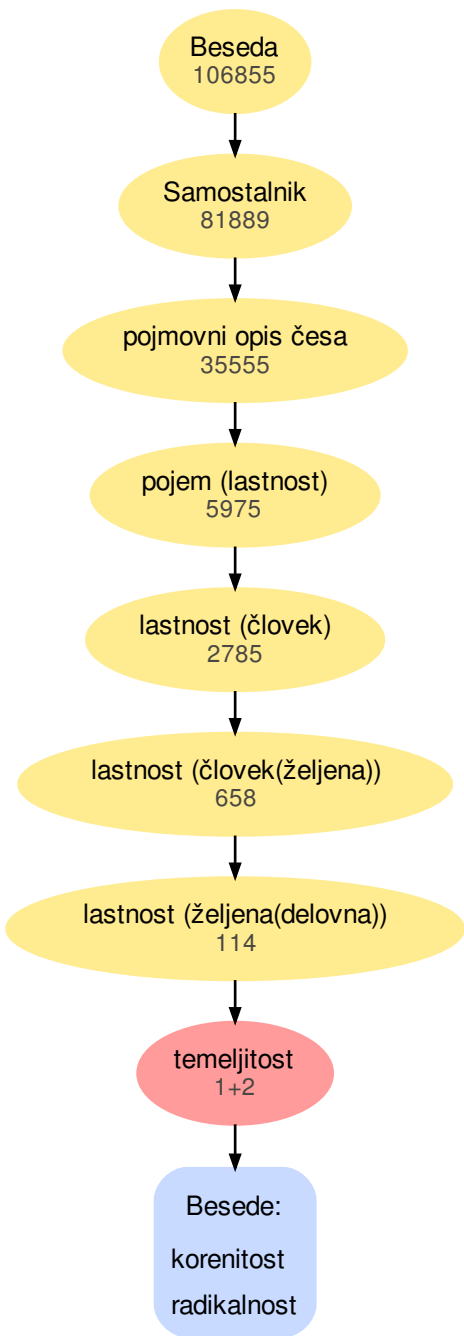 Beseda
106855
Samostalnik
81889
pojmovni opis česa
35555
pojem (lastnost)
5975
lastnost (človek)
2785
lastnost (človek(željena))
658
lastnost (željena(delovna))
114
temeljitost
1+2
Besede:
korenitost
radikalnost